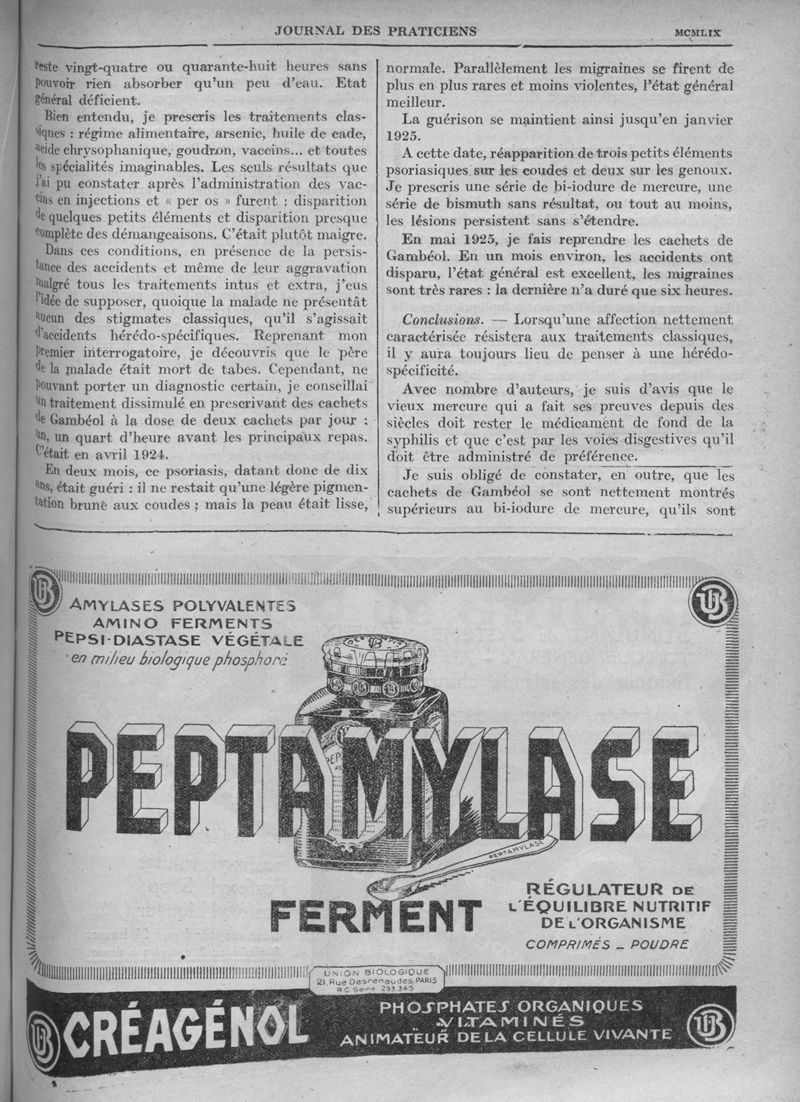 JOURNAL DES PRATICIENS
MCMLIX
reste vingt-quatre ou quarante-huit heures sans
pouvoir rien absorber qu'un peu d'eau. Etat
général déficient.
Bien entendu, je prescris les traitements clas-
siques : régime alimentaire, arsenic, huile de cade,
acide chrysophanique, goudron, vaccins... et toutes
les spécialités imaginables. Les seuls résultats que
j'ai pu constater après l'administration des vac-
cins en injections et « per os » furent : disparition
de quelques petits éléments et disparition presque
complète des démangeaisons. C'était plutôt maigre.
Dans ces conditions, en présence de la persis-
tance des accidents et même de leur aggravation
malgré tous les traitements intus et extra, j'eus
l'idée de supposer, quoique la malade ne présentât
aucun des stigmates classiques, qu'il s'agissait
d'accidents hérédo-spécifiques. Reprenant mon
premier interrogatoire, je découvris que le père
de la malade était mort de tabes. Cependant, ne
pouvant porter un diagnostic certain, je conseillai
un traitement dissimulé en prescrivant des cachets
de Gambéol à la dose de deux cachets par jour :
un, un quart d'heure avant les principaux repas.
C'était en avril 1924.
En deux mois, ce psoriasis, datant donc de dix
ans, était guéri : il ne restait qu'une légère pigmen-
tation brune aux coudes ; mais la peau était lisse,
normale. Parallèlement les migraines se firent de
plus en plus rares et moins violentes, l'état général
meilleur.
La guérison se maintient ainsi jusqu'en janvier
1925.
A cette date, réapparition de trois petits éléments
psoriasiques sur les coudes et deux sur les genoux.
Je prescris une série de bi-iodure de mercure, une
série de bismuth sans résultat, ou tout au moins,
les lésions persistent sans s'étendre.
En mai 1925, je fais reprendre les cachets de
Gambéol. En un mois environ, les accidents ont
disparu, l'état général est excellent, les migraines
sont très rares : la dernière n'a duré que six heures.
Conclusions. — Lorsqu'une affection nettement
caractérisée résistera aux traitements classiques,
il y aura toujours lieu de penser à une hérédo-
spécificité.
Avec nombre d'auteurs, je suis d'avis que le
vieux mercure qui a fait ses preuves depuis des
siècles doit rester le médicament de fond de la
syphilis et que c'est par les voies disgestives qu'il
doit être administré de préférence.
Je suis obligé de constater, en outre, que les
cachets de Gambéol se sont nettement montrés
supérieurs au bi-iodure de mercure, qu'ils sont
UB
UB
AMYLASES POLYVALENTES
AMINO FERMENTS
PEPSI-DIASTASE VÉGÉTALE
en milieu biologique phosphoré
PEPTAMYLASE
PEPTAMYLASE
FERMENT
RÉGULATEUR DE
L'ÉQUILIBRE NUTRITIF
DE L'ORGANISME
COMPRIMÉS _ POUDRE
UNION BIOLOGIQUE
21, Rue Desrenaudes, PARIS
R.C. Seine 293.345
UB
CRÉAGÉNOL
PHOSPHATES ORGANIQUES
VITAMINES
ANIMATEUR DE LA CELLULE VIVANTE
UB